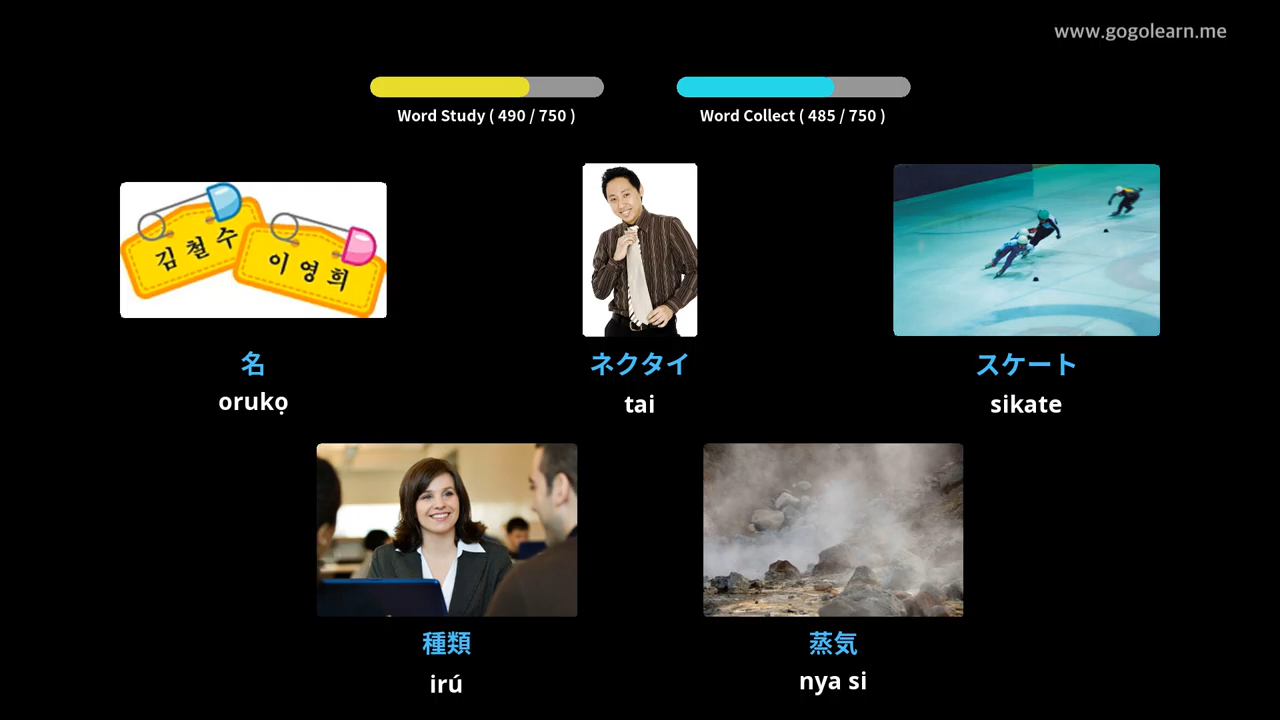 www.gogolearn.me
Word Study ( 490 / 750 )
Word Collect ( 485 / 750 )
김철수
이영희
名
orukọ
ネクタイ
tai
スケート
sikate
種類
irú
蒸気
nya si